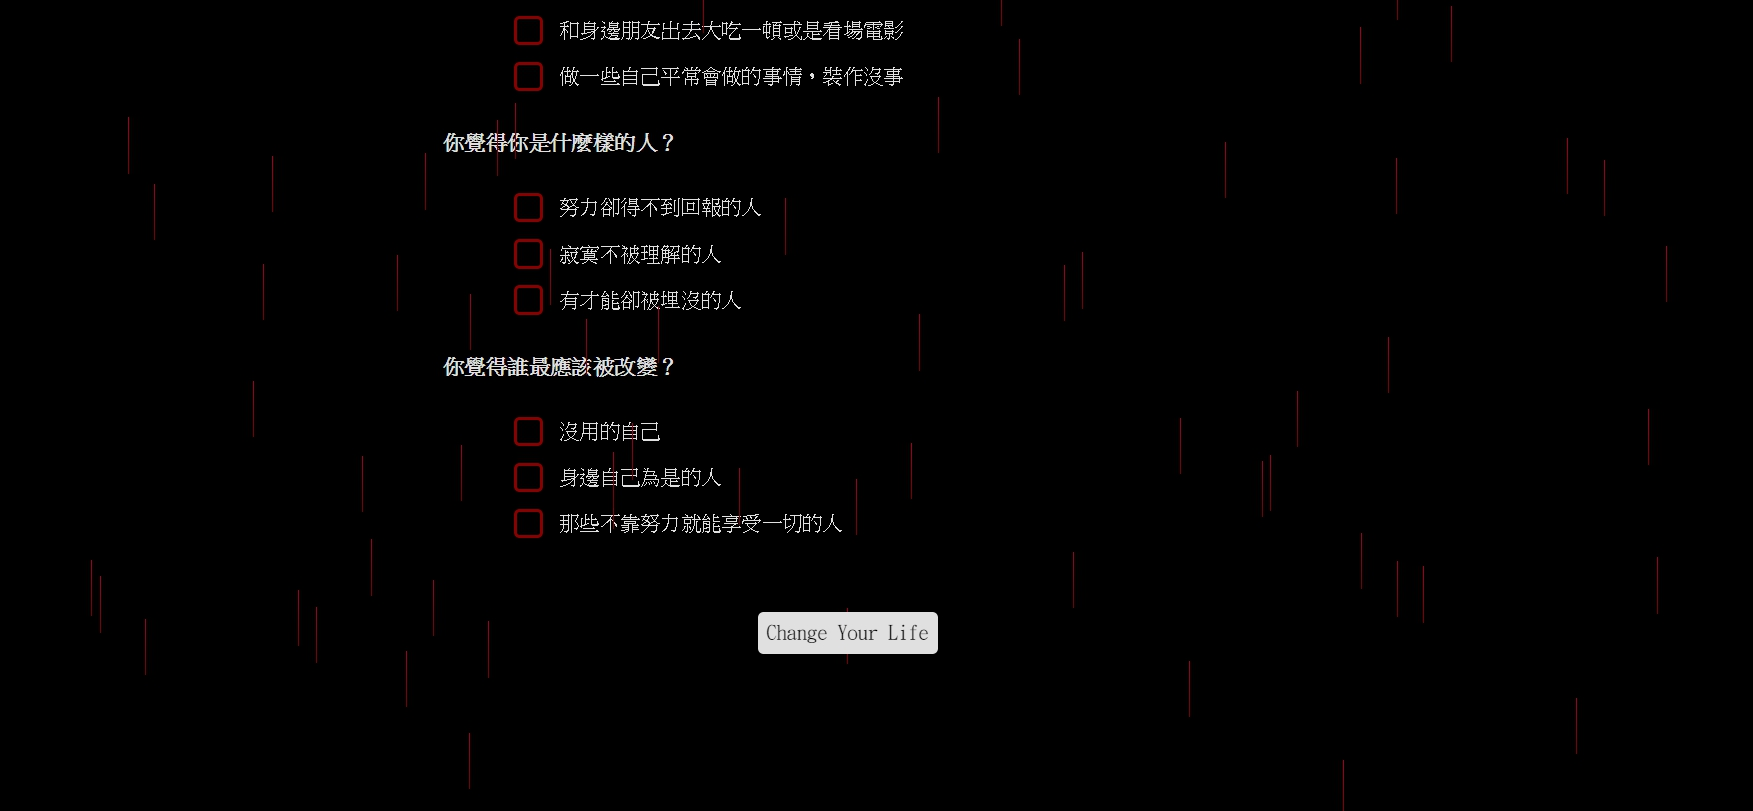 和身邊朋友出去大吃一頓或是看場電影
做一些自己平常會做的事情，裝作沒事
你覺得你是什麼樣的人？
努力卻得不到回報的人
寂寞不被理解的人
有才能卻被埋沒的人
你覺得誰最應該被改變？
沒用的自己
身邊自己為是的人
那些不靠努力就能享受一切的人
Change Your Life